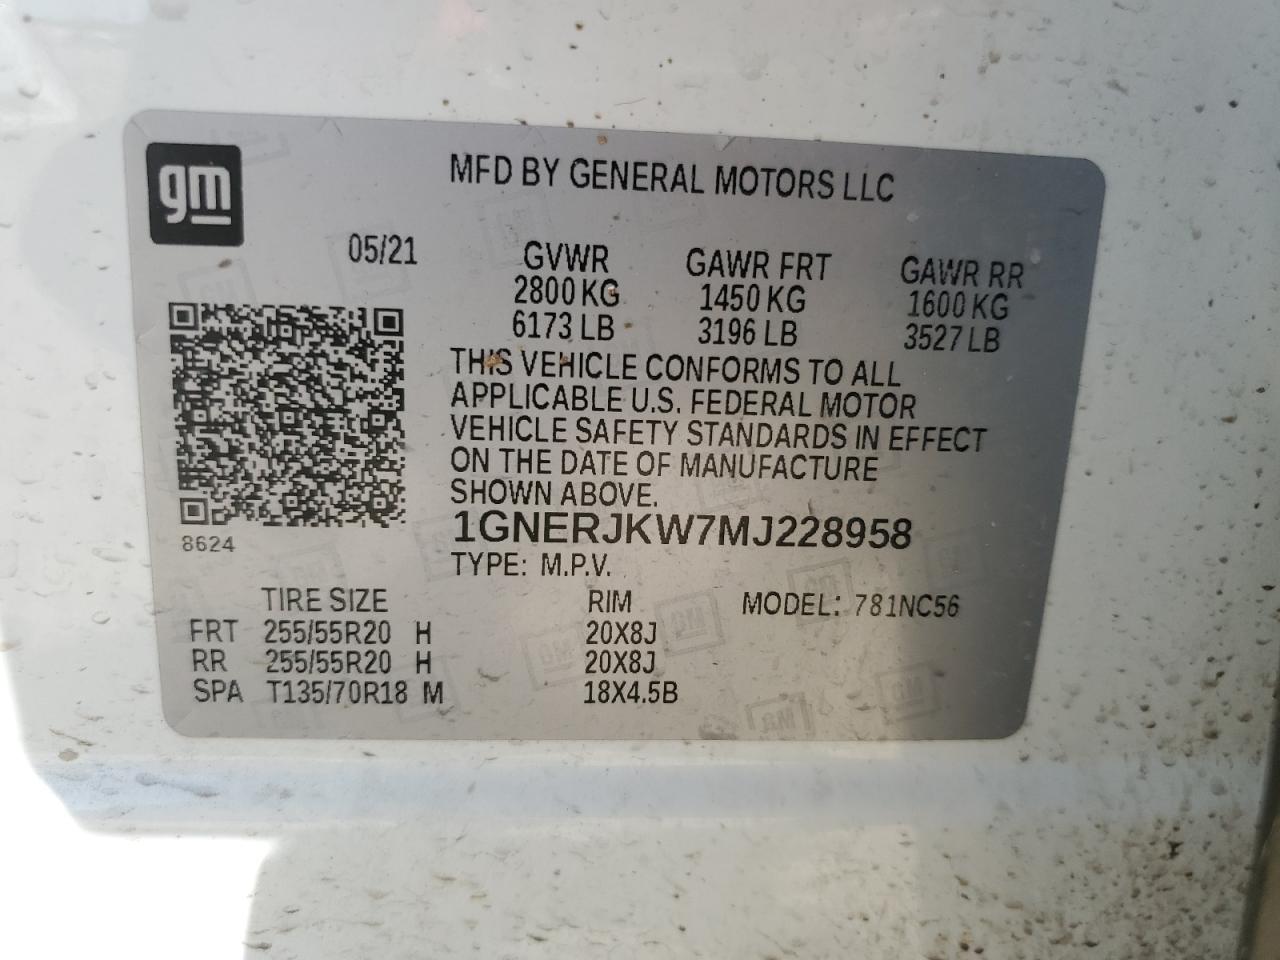 gm
MFD BY GENERAL MOTORS LLC
05/21
GVWR GAWR FRT GAWR RR
2800 KG 1450 KG 1600 KG
6173 LB 3196 LB 3527 LB
THIS VEHICLE CONFORMS TO ALL
APPLICABLE U.S. FEDERAL MOTOR
VEHICLE SAFETY STANDARDS IN EFFECT
ON THE DATE OF MANUFACTURE
SHOWN ABOVE.
1GNERJKW7MJ228958
8624
TYPE: M.P.V.
TIRE SIZE RIM MODEL: 781NC56
FRT 255/55R20 H 20X8J
RR 255/55R20 H 20X8J
SPA T135/70R18 M 18X4.5B